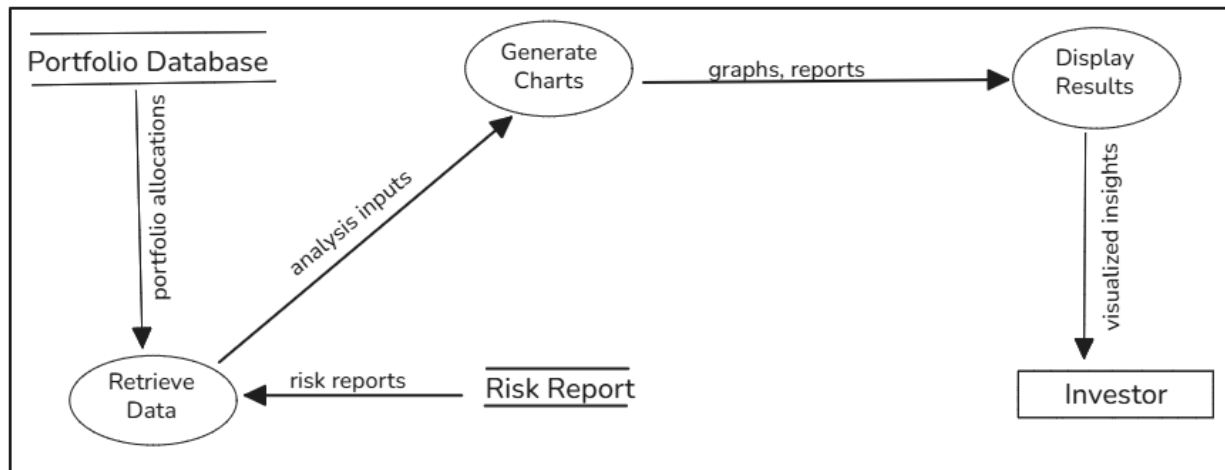 Portfolio Database
Generate
Charts
graphs, reports
Display
Results
portfolio allocations
analysis inputs
visualized insights
Retrieve
Data
risk reports
Risk Report
Investor